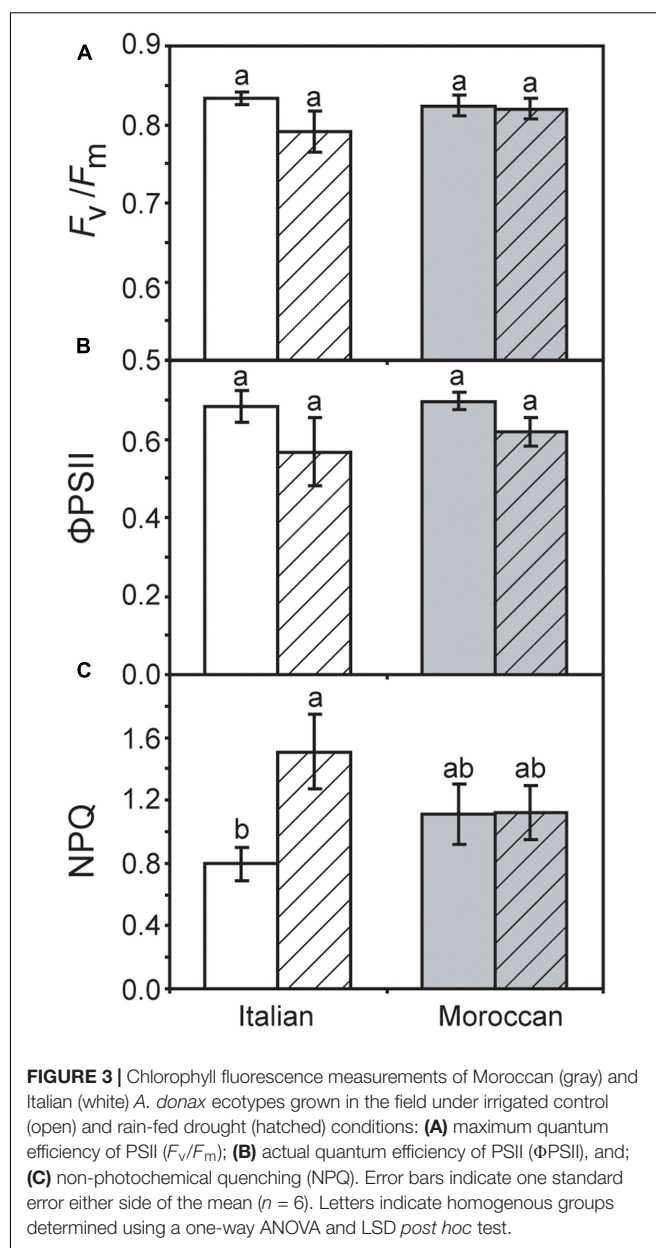 A
0.9
a
a
a
a
0.8
Fv/Fm
0.7
0.6
0.5
B
a
a
a
a
0.6
ΦPSII
0.4
0.2
0.0
C
a
1.6
ab
ab
1.2
b
NPQ
0.8
0.4
0.0
Italian
Moroccan
FIGURE 3 | Chlorophyll fluorescence measurements of Moroccan (gray) and
Italian (white) A. donax ecotypes grown in the field under irrigated control
(open) and rain-fed drought (hatched) conditions: (A) maximum quantum
efficiency of PSII (Fv/Fm); (B) actual quantum efficiency of PSII (ΦPSII), and;
(C) non-photochemical quenching (NPQ). Error bars indicate one standard
error either side of the mean (n = 6). Letters indicate homogenous groups
determined using a one-way ANOVA and LSD post hoc test.